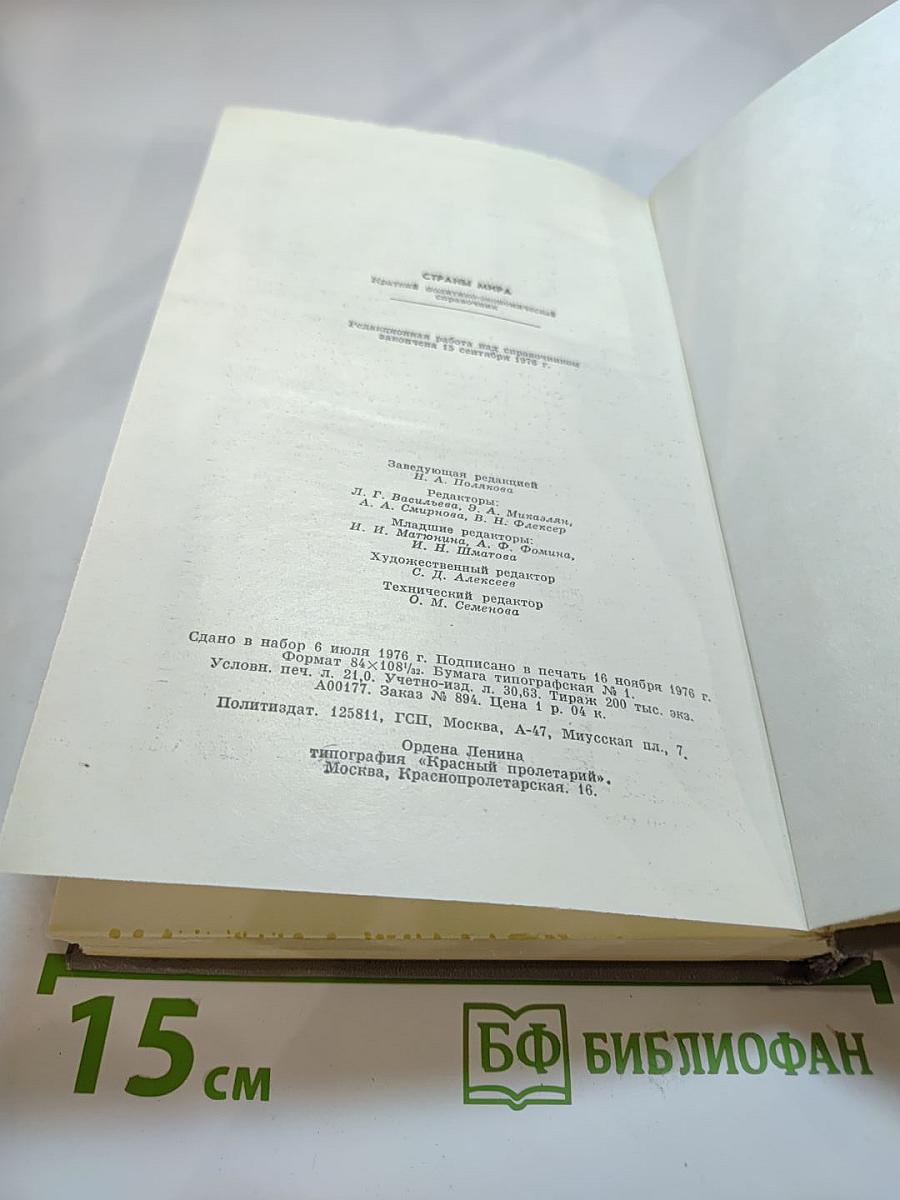 СТРАНЫ МИРА
Краткий политико-экономический
справочник
Редакционная работа над справочником
закончена 15 сентября 1976 г.
Заведующая редакцией
Н. А. Полякова
Редакторы:
Л. Г. Васильева, Э. А. Микаэлян,
А. А. Смирнова, В. Н. Флексер
Младшие редакторы:
И. И. Матюнина, А. Ф. Фомина,
И. Н. Шматова
Художественный редактор
С. Д. Алексеев
Технический редактор
О. М. Семенова
Сдано в набор 6 июля 1976 г. Подписано в печать 16 ноября 1976 г.
Формат 84×108¹/₃₂. Бумага типографская № 1.
Условн. печ. л. 21,0. Учетно-изд. л. 30,63. Тираж 200 тыс. экз.
А00177. Заказ № 894. Цена 1 р. 04 к.
Политиздат. 125811, ГСП, Москва, А-47, Миусская пл., 7.
Ордена Ленина
типография «Красный пролетарий».
Москва, Краснопролетарская. 16.
15 см
БФ БИБЛИОФАН